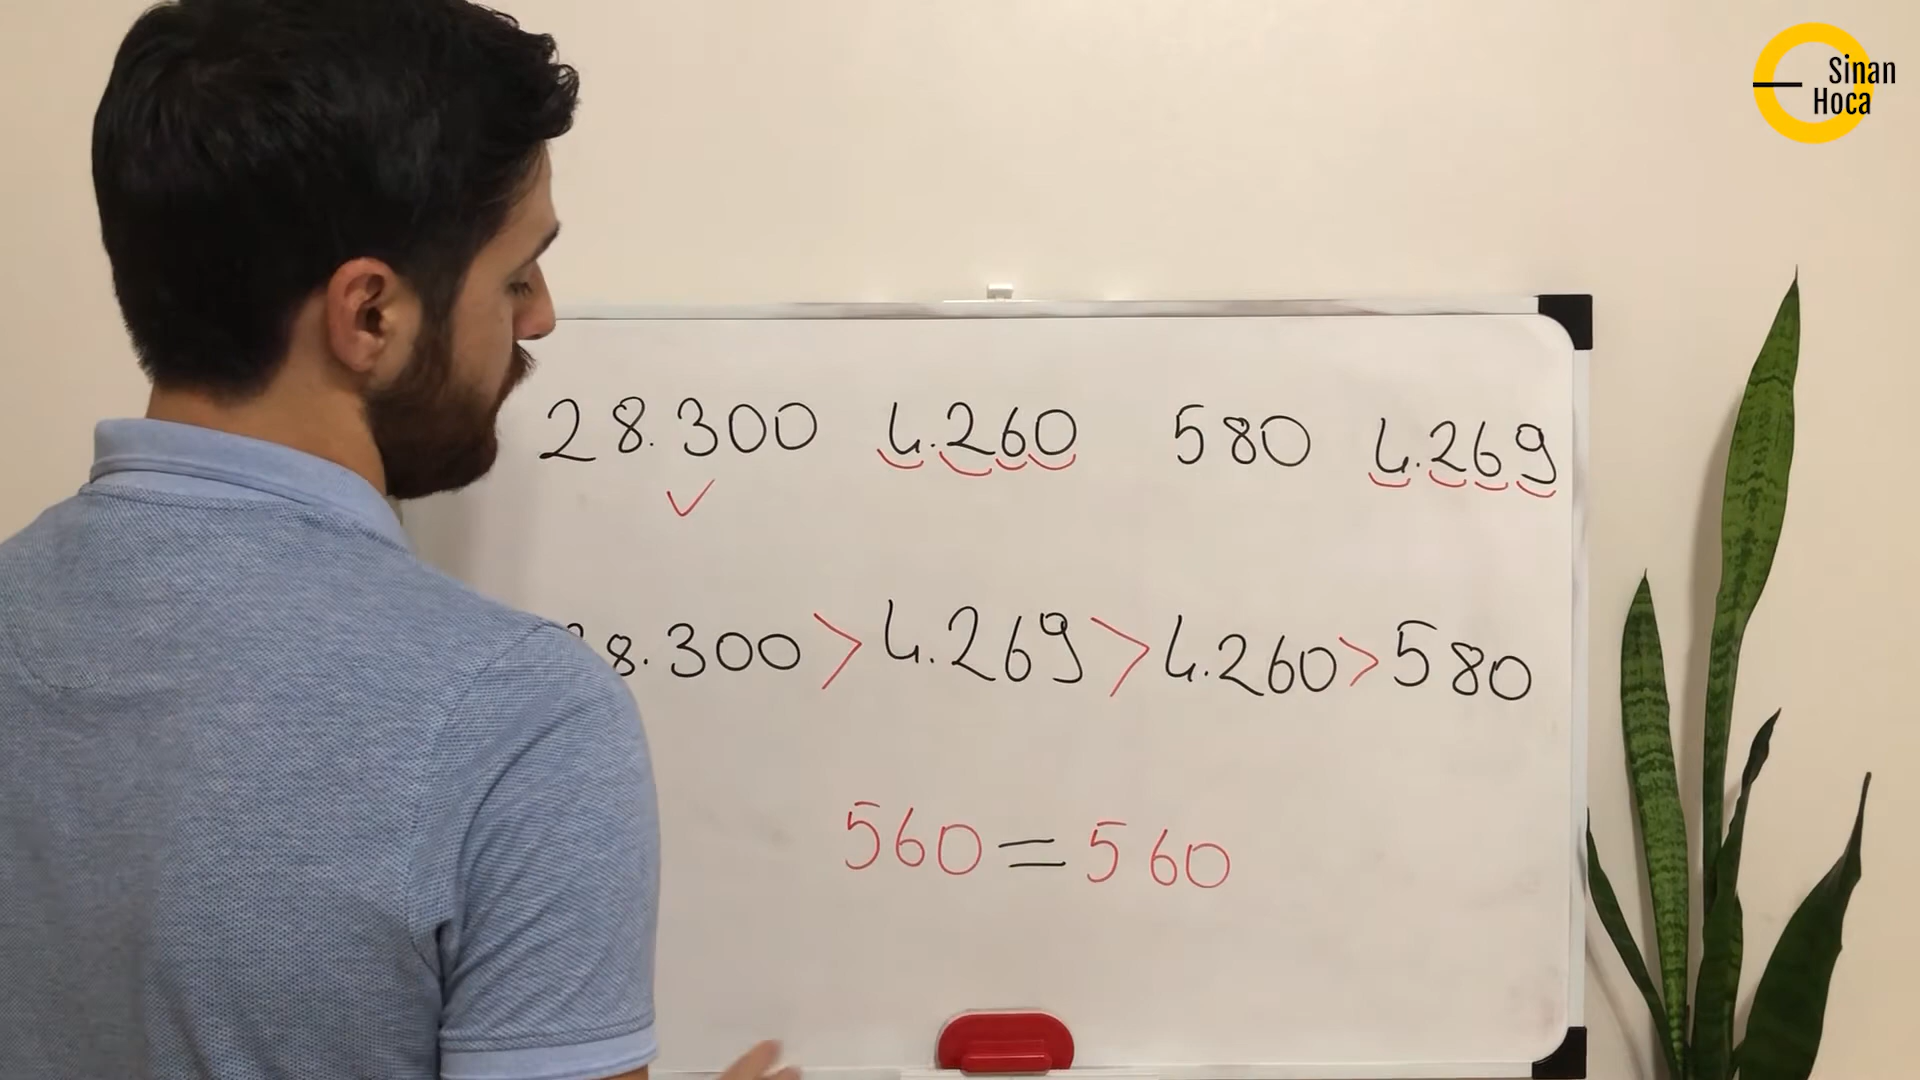 Sinan
Hoca
28.300 4.260 580 4.269
8.300 > 4.269 > 4.260 > 580
560 = 560